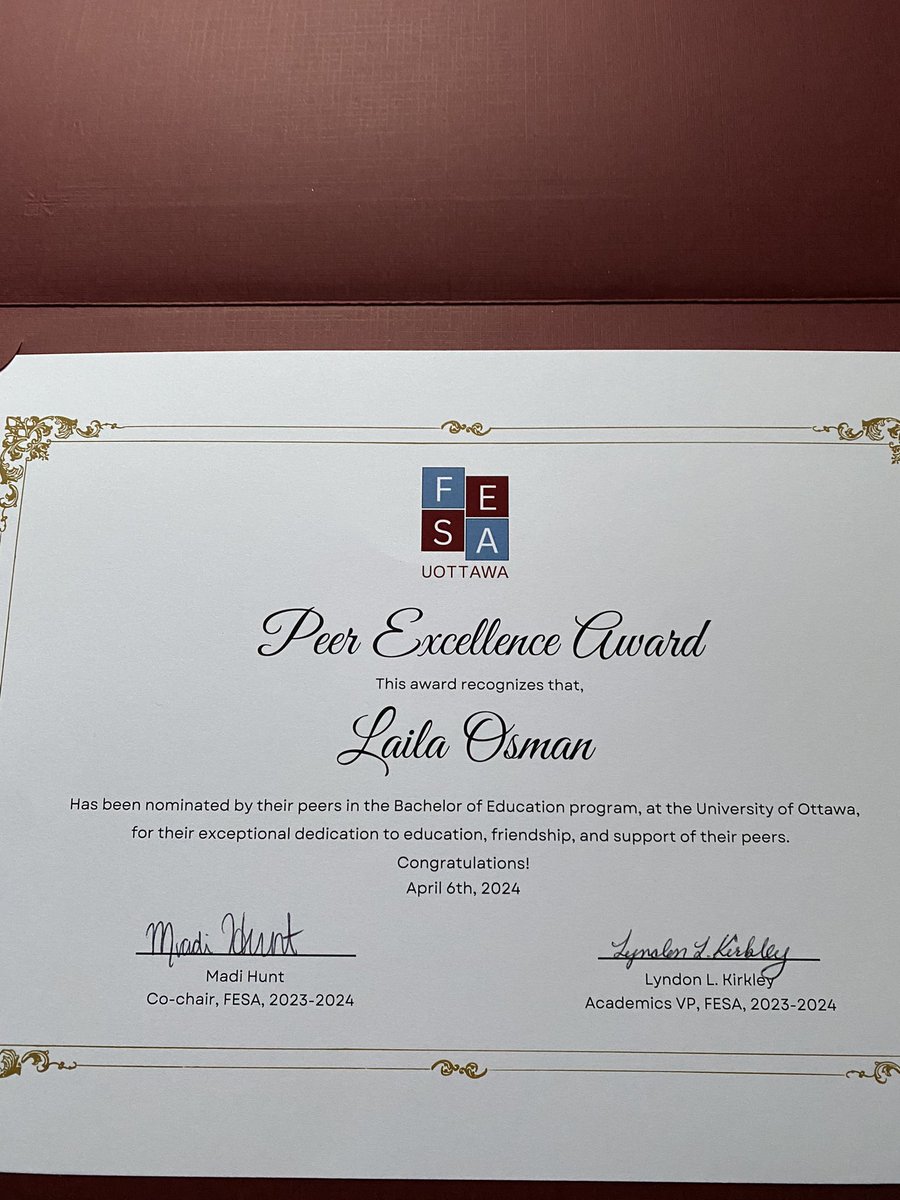 F E
S A
UOTTAWA
Peer Excellence Award
This award recognizes that,
Laila Osman
Has been nominated by their peers in the Bachelor of Education program, at the University of Ottawa,
for their exceptional dedication to education, friendship, and support of their peers.
Congratulations!
April 6th, 2024
Madi Hunt
Lyndon L. Kirkley
Madi Hunt
Lyndon L. Kirkley
Co-chair, FESA, 2023-2024
Academics VP, FESA, 2023-2024